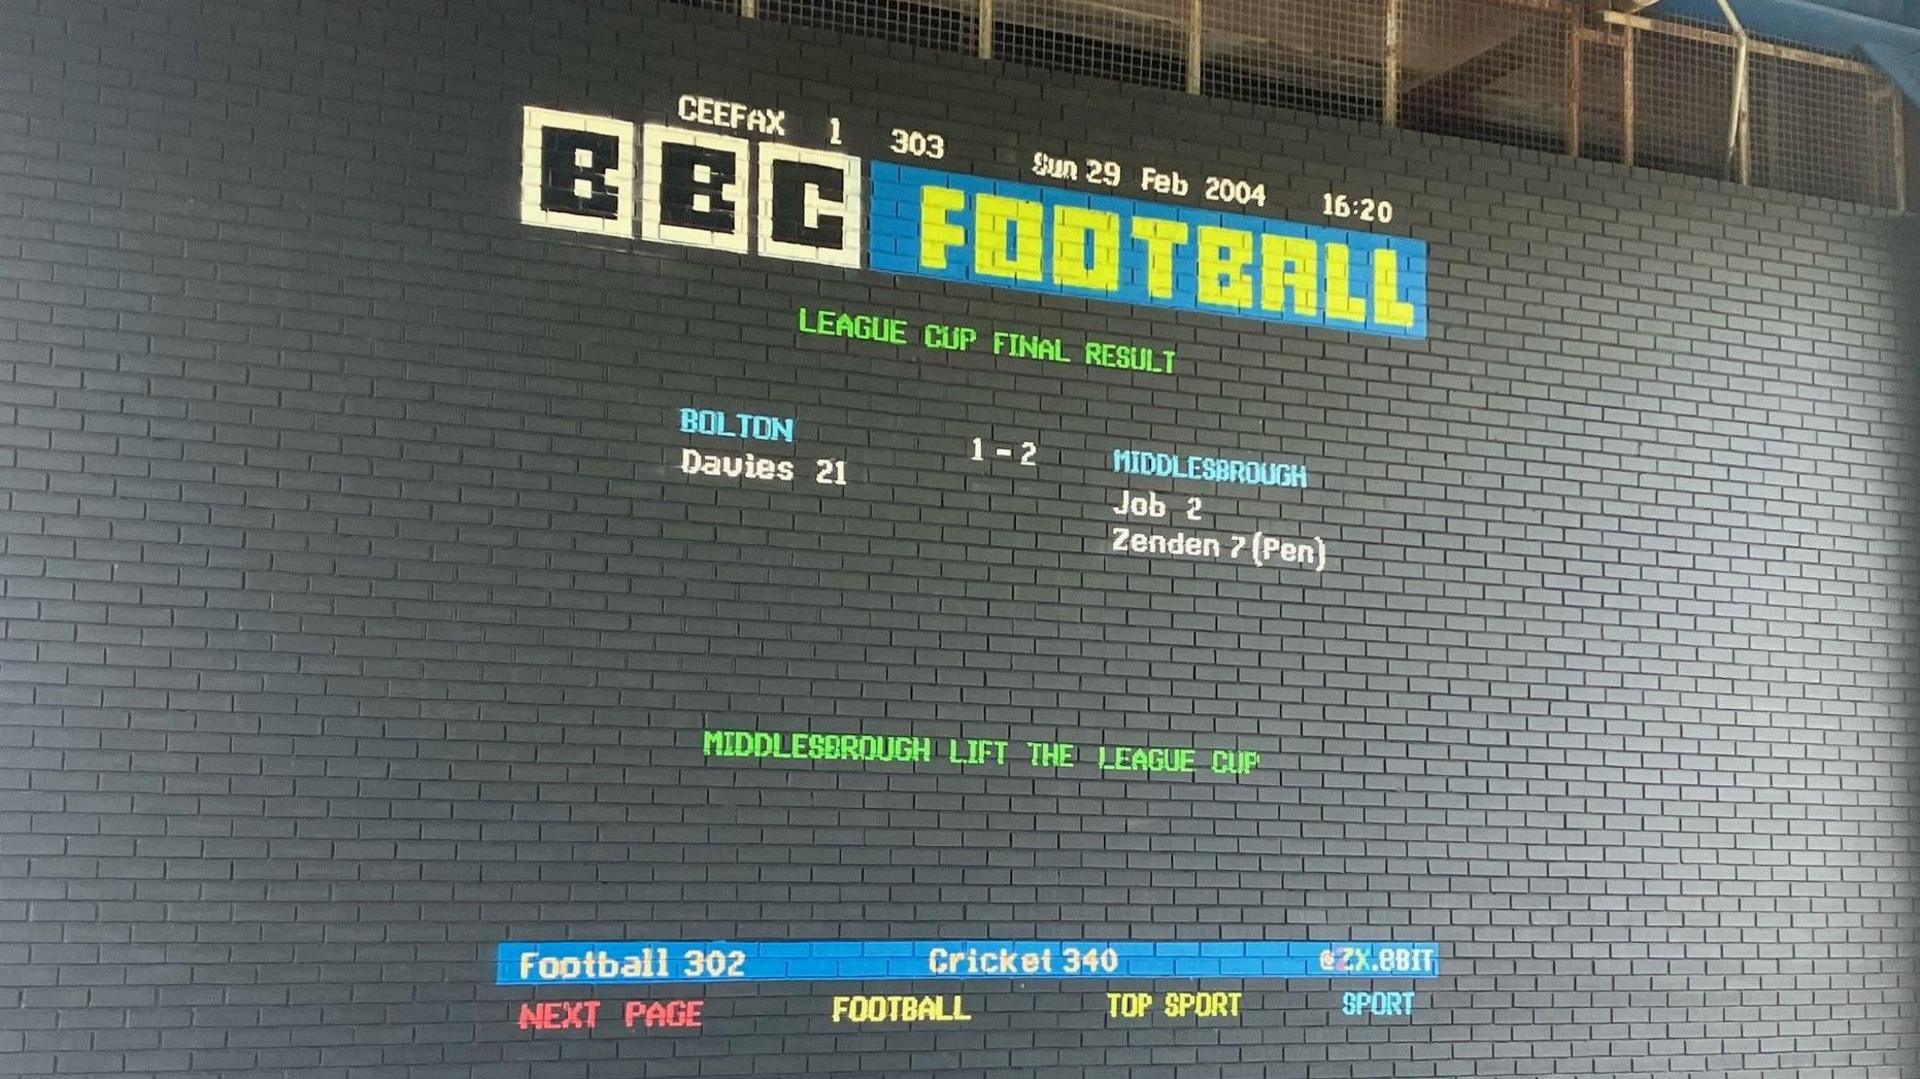 CEEFAX 1 303 Sun 29 Feb 2004 16:20
BBC FOOTBALL
LEAGUE CUP FINAL RESULT
BOLTON 1 - 2 MIDDLESBROUGH
Davies 21 Job 2
Zenden 7 (Pen)
MIDDLESBROUGH LIFT THE LEAGUE CUP
Football 302 Cricket 340 @ZX.8BIT
NEXT PAGE FOOTBALL TOP SPORT SPORT